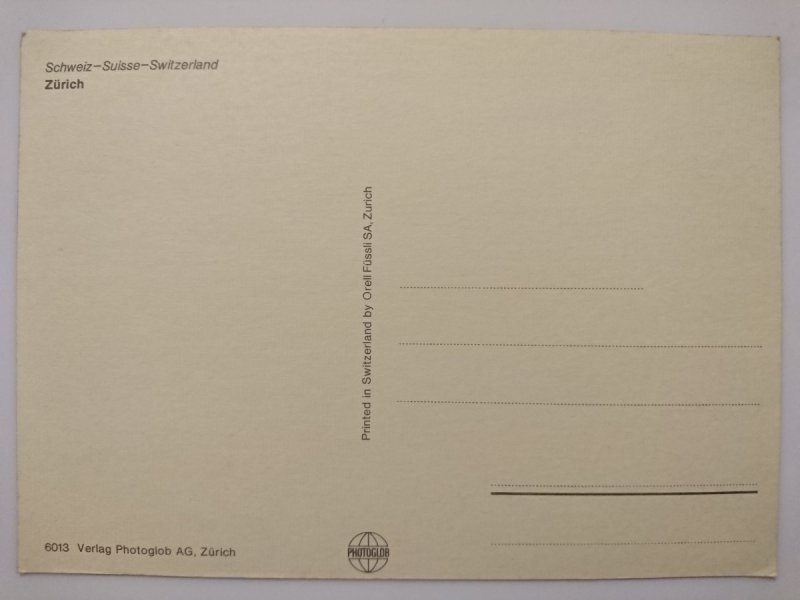 Schweiz–Suisse–Switzerland
Zürich
Printed in Switzerland by Orell Füssli SA, Zurich
6013 Verlag Photoglob AG, Zürich
PHOTOGLOB